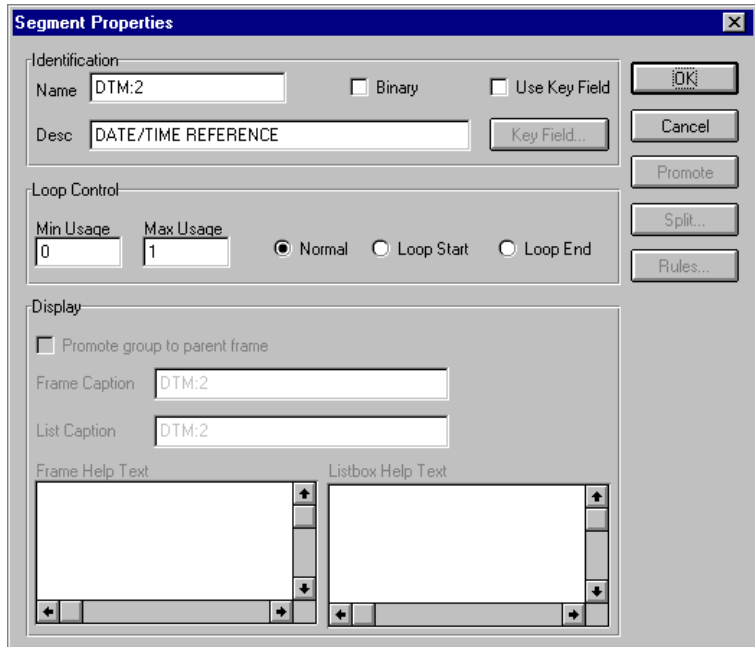 Segment Properties
Identification
Name DTM:2 Binary Use Key Field
Desc DATE/TIME REFERENCE Key Field...
OK
Cancel
Promote
Split...
Rules...
Loop Control
Min Usage Max Usage
0 1 Normal Loop Start Loop End
Display
Promote group to parent frame
Frame Caption DTM:2
List Caption DTM:2
Frame Help Text Listbox Help Text